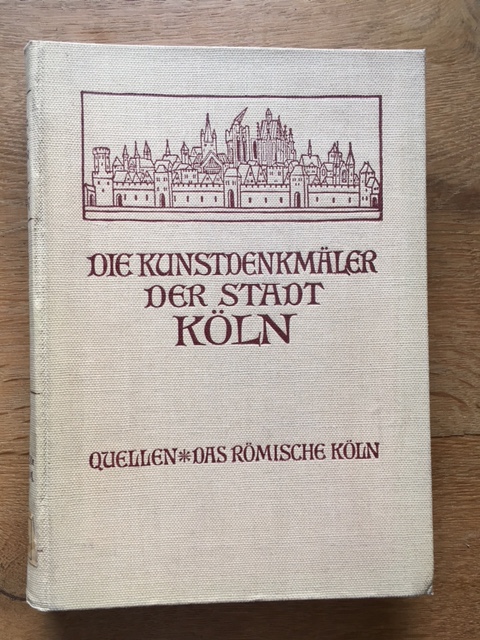 DIE KUNSTDENKMÄLER
DER STADT
KÖLN
QUELLEN*DAS RÖMISCHE KÖLN